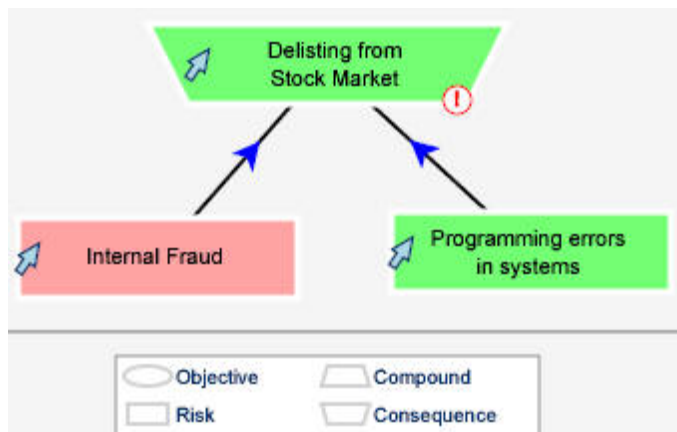 Delisting from
Stock Market
Internal Fraud
Programming errors
in systems
Objective
Compound
Risk
Consequence